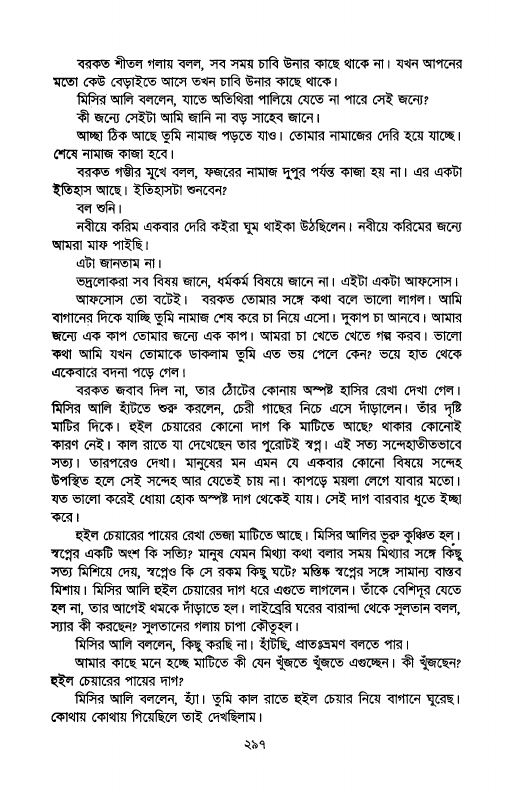 বরকত শীতল গলায় বলল, সব সময় চাবি উনার কাছে থাকে না। যখন আপনের
মতো কেউ বেড়াইতে আসে তখন চাবি উনার কাছে থাকে।
মিসির আলি বললেন, যাতে অতিথিরা পালিয়ে যেতে না পারে সেই জন্যে?
কী জন্যে সেইটা আমি জানি না বড় সাহেব জানে।
আচ্ছা ঠিক আছে তুমি নামাজ পড়তে যাও। তোমার নামাজের দেরি হয়ে যাচ্ছে।
শেষে নামাজ কাজা হবে।
বরকত গম্ভীর মুখে বলল, ফজরের নামাজ দুপুর পর্যন্ত কাজা হয় না। এর একটা
ইতিহাস আছে। ইতিহাসটা শুনবেন?
বল শুনি।
নবীয়ে করিম একবার দেরি কইরা ঘুম থাইকা উঠছিলেন। নবীয়ে করিমের জন্যে
আমরা মাফ পাইছি।
এটা জানতাম না।
ভদ্রলোকরা সব বিষয় জানে, ধর্মকর্ম বিষয়ে জানে না। এইটা একটা আফসোস।
আফসোস তো বটেই। বরকত তোমার সঙ্গে কথা বলে ভালো লাগল। আমি
বাগানের দিকে যাচ্ছি তুমি নামাজ শেষ করে চা নিয়ে এসো। দুকাপ চা আনবে। আমার
জন্যে এক কাপ তোমার জন্যে এক কাপ। আমরা চা খেতে খেতে গল্প করব। ভালো
কথা আমি যখন তোমাকে ডাকলাম তুমি এত ভয় পেলে কেন? ভয়ে হাত থেকে
একেবারে বদনা পড়ে গেল।
বরকত জবাব দিল না, তার ঠোঁটের কোনায় অস্পষ্ট হাসির রেখা দেখা গেল।
মিসির আলি হাঁটতে শুরু করলেন, চেরী গাছের নিচে এসে দাঁড়ালেন। তাঁর দৃষ্টি
মাটির দিকে। হুইল চেয়ারের কোনো দাগ কি মাটিতে আছে? থাকার কোনোই
কারণ নেই। কাল রাতে যা দেখেছেন তার পুরোটাই স্বপ্ন। এই সত্য সন্দেহাতীতভাবে
সত্য। তারপরেও দেখা। মানুষের মন এমন যে একবার কোনো বিষয়ে সন্দেহ
উপস্থিত হলে সেই সন্দেহ আর যেতেই চায় না। কাপড়ে ময়লা লেগে যাবার মতো।
যত ভালো করেই ধোয়া হোক অস্পষ্ট দাগ থেকেই যায়। সেই দাগ বারবার ধুতে ইচ্ছা
করে।
হুইল চেয়ারের পায়ের রেখা ভেজা মাটিতে আছে। মিসির আলির ভুরু কুঞ্চিত হল।
স্বপ্নের একটি অংশ কি সত্যি? মানুষ যেমন মিথ্যা কথা বলার সময় মিথ্যার সঙ্গে কিছু
সত্য মিশিয়ে দেয়, স্বপ্নেও কি সে রকম কিছু ঘটে? মস্তিষ্ক স্বপ্নের সঙ্গে সামান্য বাস্তব
মিশায়। মিসির আলি হুইল চেয়ারের দাগ ধরে এগুতে লাগলেন। তাঁকে বেশিদূর যেতে
হল না, তার আগেই থমকে দাঁড়াতে হল। লাইব্রেরি ঘরের বারান্দা থেকে সুলতান বলল,
স্যার কী করছেন? সুলতানের গলায় চাপা কৌতূহল।
মিসির আলি বললেন, কিছু করছি না। হাঁটছি, প্রাতঃভ্রমণ বলতে পার।
আমার কাছে মনে হচ্ছে মাটিতে কী যেন খুঁজতে খুঁজতে এগুচ্ছেন। কী খুঁজছেন?
হুইল চেয়ারের পায়ের দাগ?
মিসির আলি বললেন, হ্যাঁ। তুমি কাল রাতে হুইল চেয়ার নিয়ে বাগানে ঘুরেছ।
কোথায় কোথায় গিয়েছিলে তাই দেখছিলাম।
২৯৭